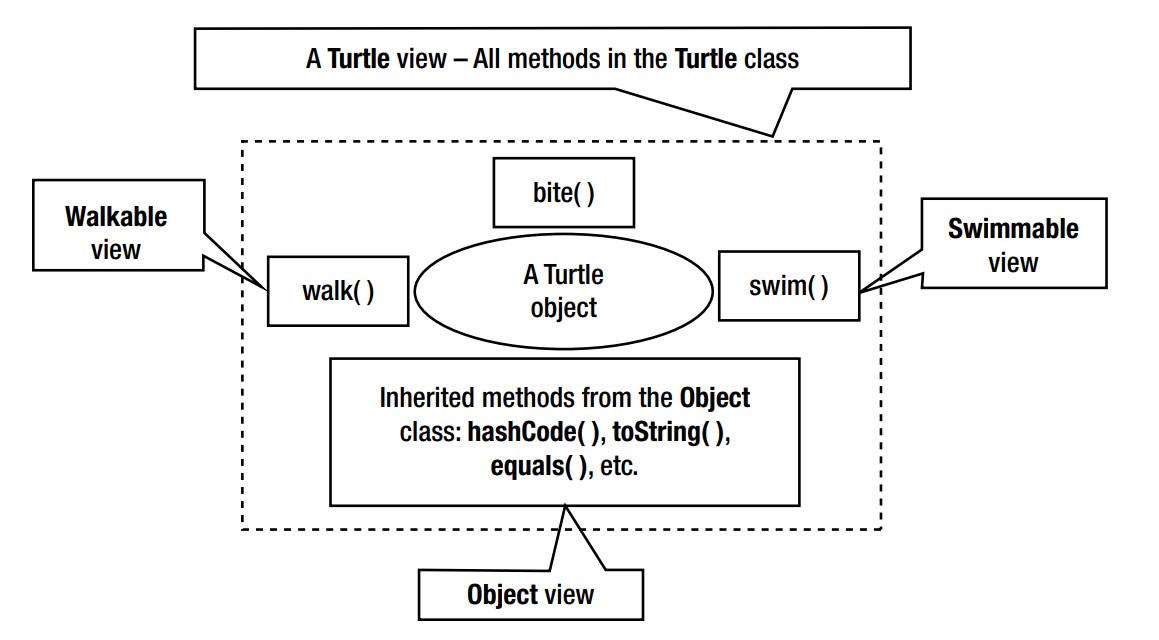 A Turtle view – All methods in the Turtle class
bite( )
Walkable
view
walk( )
A Turtle
object
swim( )
Swimmable
view
Inherited methods from the Object
class: hashCode( ), toString( ),
equals( ), etc.
Object view